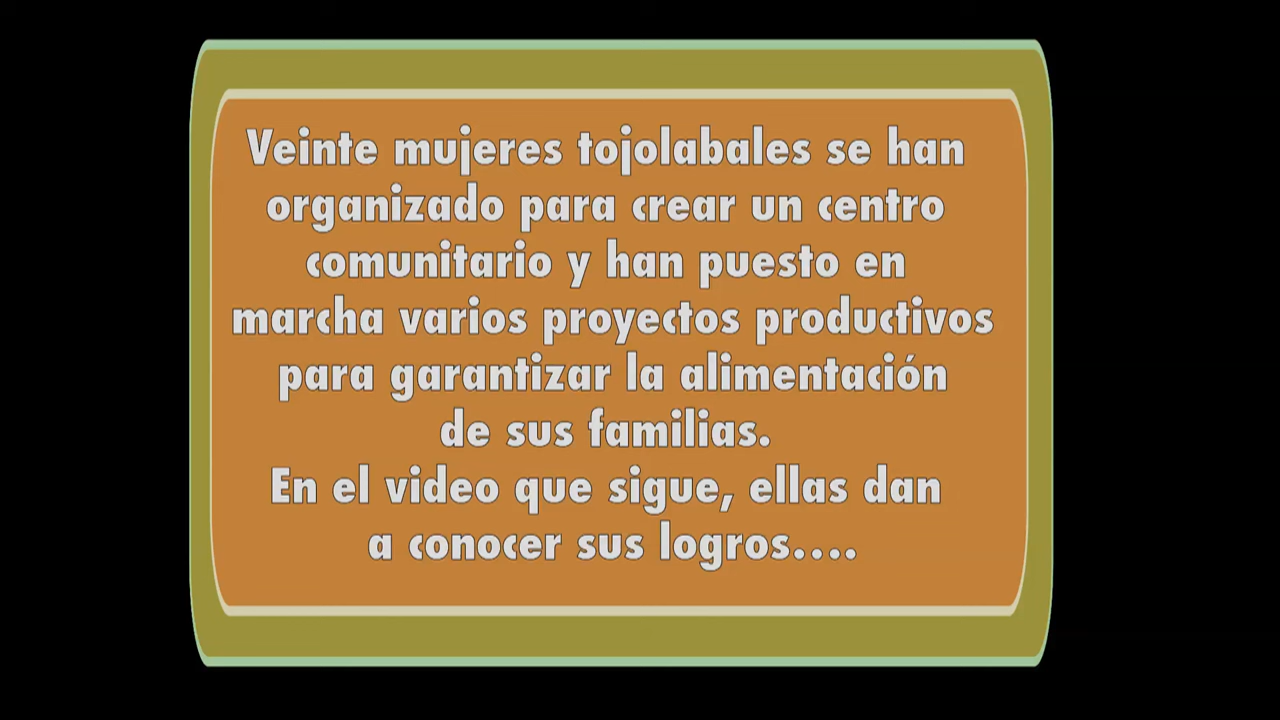 Veinte mujeres tojolabales se han
organizado para crear un centro
comunitario y han puesto en
marcha varios proyectos productivos
para garantizar la alimentación
de sus familias.
En el video que sigue, ellas dan
a conocer sus logros....